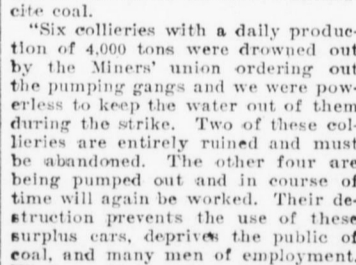 cite coal.
"Six collieries with a daily produc-
tion of 4,000 tons were drowned out
by the Miners' union ordering out
the pumping gangs and we were pow-
erless to keep the water out of them
during the strike. Two of these col-
lieries are entirely ruined and must
be abandoned. The other four are
being pumped out and in course of
time will again be worked. Their de-
struction prevents the use of these
surplus cars, deprives the public of
coal, and many men of employment.